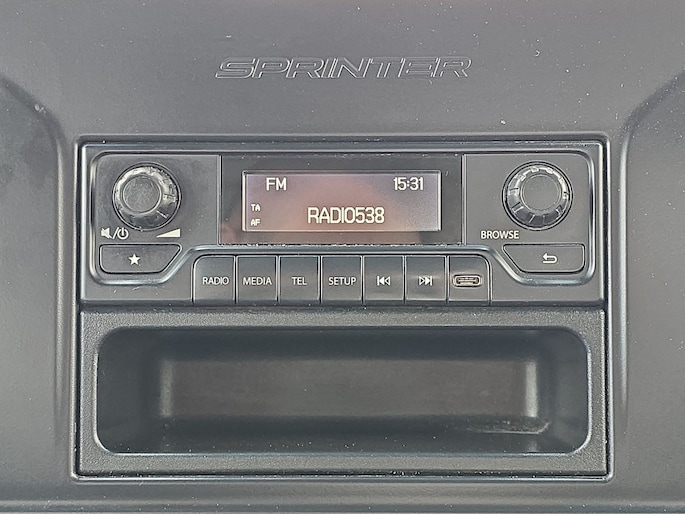 SPRINTER
FM 15:31
TA
AF RADIO538
BROWSE
RADIO MEDIA TEL SETUP